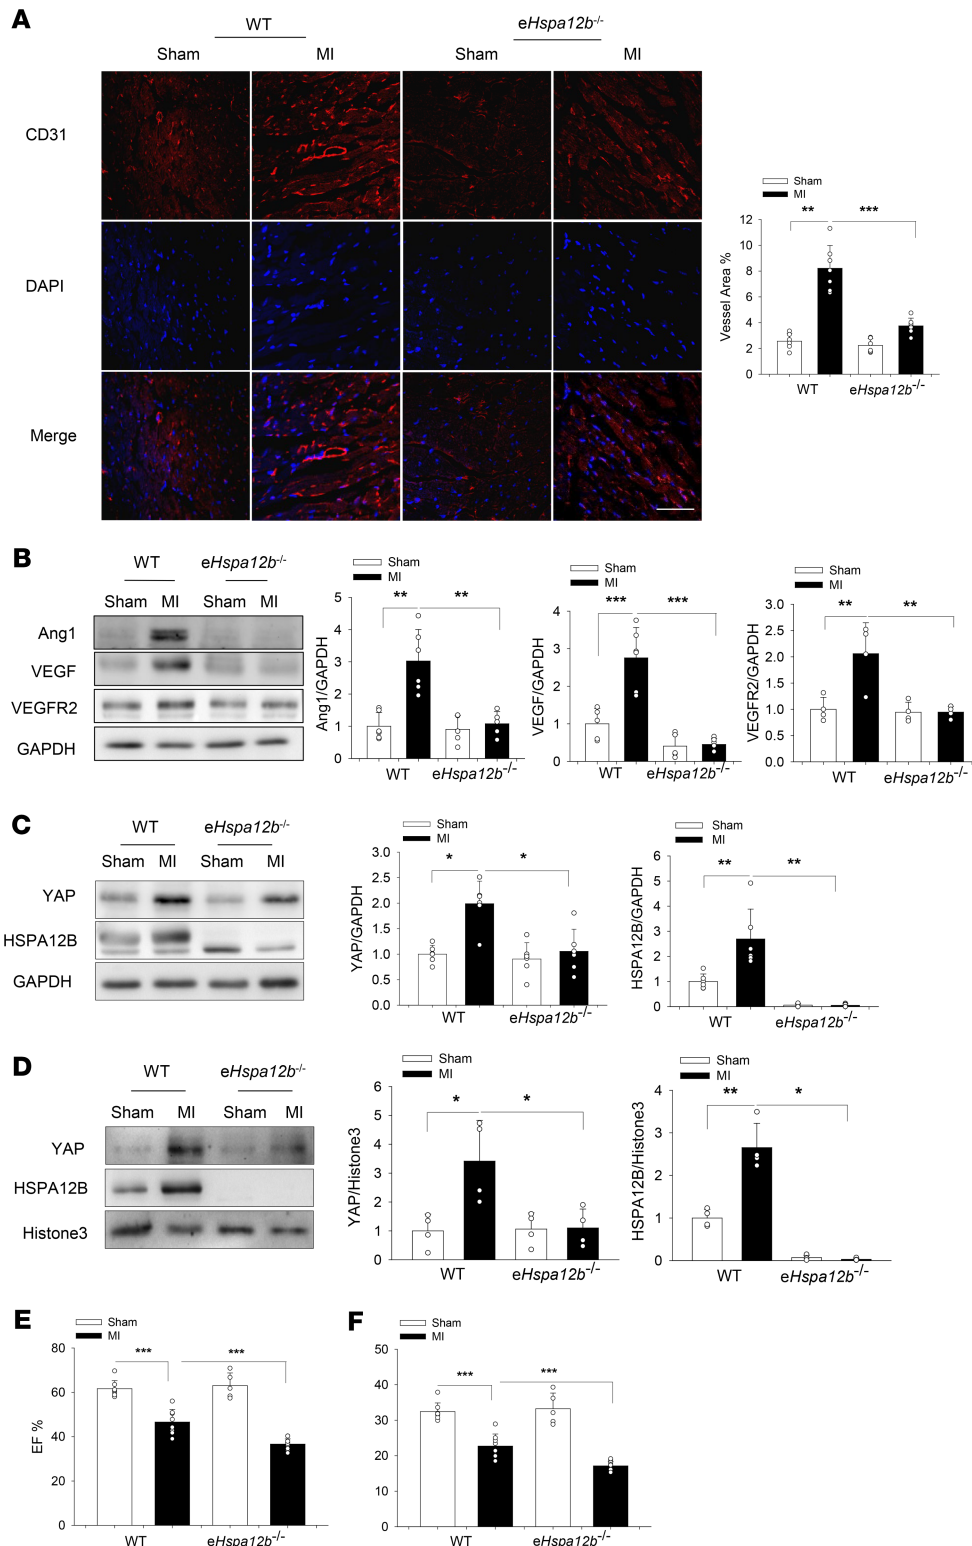 A
WT
eHspa12b-/-
Sham
MI
Sham
MI
CD31
DAPI
Merge
Sham
MI
**
***
12
10
8
6
4
2
0
Vessel Area %
WT
eHspa12b-/-
B
WT
eHspa12b-/-
Sham MI Sham MI
Ang1
VEGF
VEGFR2
GAPDH
Sham
MI
**
**
5
4
3
2
1
0
Ang1/GAPDH
WT
eHspa12b-/-
Sham
MI
***
***
4
3
2
1
0
VEGF/GAPDH
WT
eHspa12b-/-
Sham
MI
**
**
3.0
2.5
2.0
1.5
1.0
0.5
0.0
VEGFR2/GAPDH
WT
eHspa12b-/-
C
WT
eHspa12b-/-
Sham MI Sham MI
YAP
HSPA12B
GAPDH
Sham
MI
*
*
3.0
2.5
2.0
1.5
1.0
0.5
0.0
YAP/GAPDH
WT
eHspa12b-/-
Sham
MI
**
**
6
5
4
3
2
1
0
HSPA12B/GAPDH
WT
eHspa12b-/-
D
WT
eHspa12b-/-
Sham MI Sham MI
YAP
HSPA12B
Histone3
Sham
MI
*
*
6
5
4
3
2
1
0
YAP/Histone3
WT
eHspa12b-/-
Sham
MI
**
*
4
3
2
1
0
HSPA12B/Histone3
WT
eHspa12b-/-
E
Sham
MI
***
***
80
60
40
20
0
EF %
WT
eHspa12b-/-
F
Sham
MI
***
***
50
40
30
20
10
0
WT
eHspa12b-/-